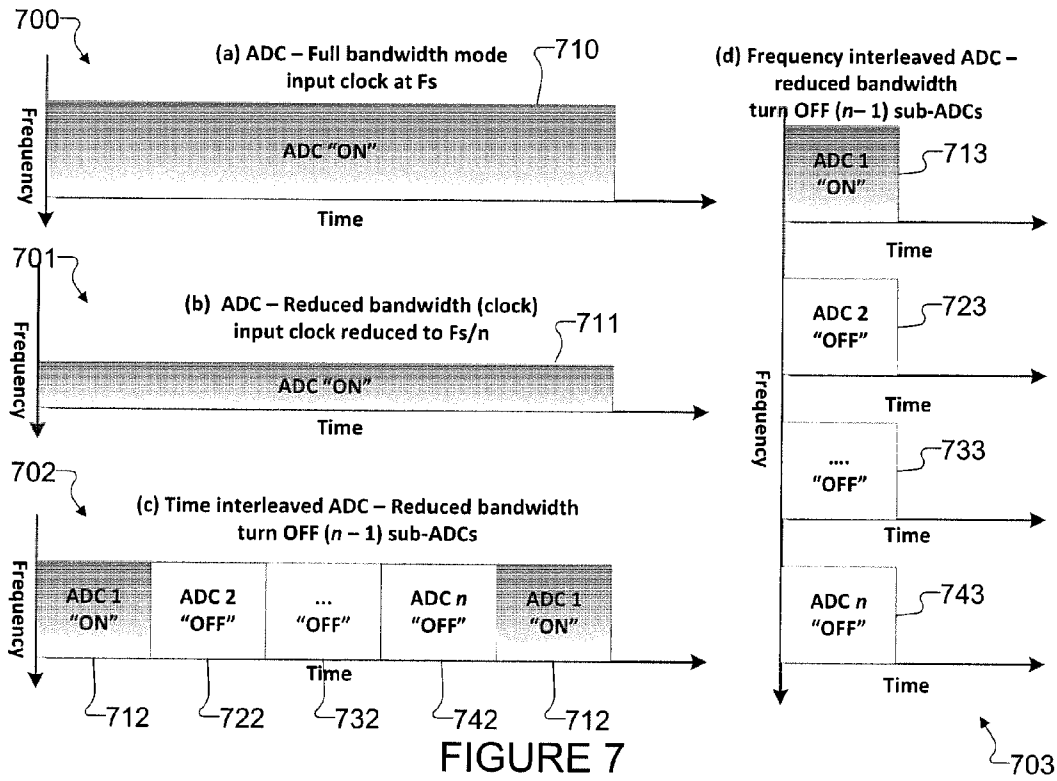 700
(a) ADC – Full bandwidth mode
input clock at Fs
710
Frequency
ADC "ON"
Time
701
(b) ADC – Reduced bandwidth (clock)
input clock reduced to Fs/n
711
Frequency
ADC "ON"
Time
702
(c) Time interleaved ADC – Reduced bandwidth
turn OFF (n – 1) sub-ADCs
Frequency
ADC 1
"ON"
ADC 2
"OFF"
...
"OFF"
ADC n
"OFF"
ADC 1
"ON"
Time
712
722
732
742
712
(d) Frequency interleaved ADC –
reduced bandwidth
turn OFF (n – 1) sub-ADCs
ADC 1
"ON"
713
Time
ADC 2
"OFF"
723
Time
Frequency
....
"OFF"
733
Time
ADC n
"OFF"
743
Time
703
FIGURE 7